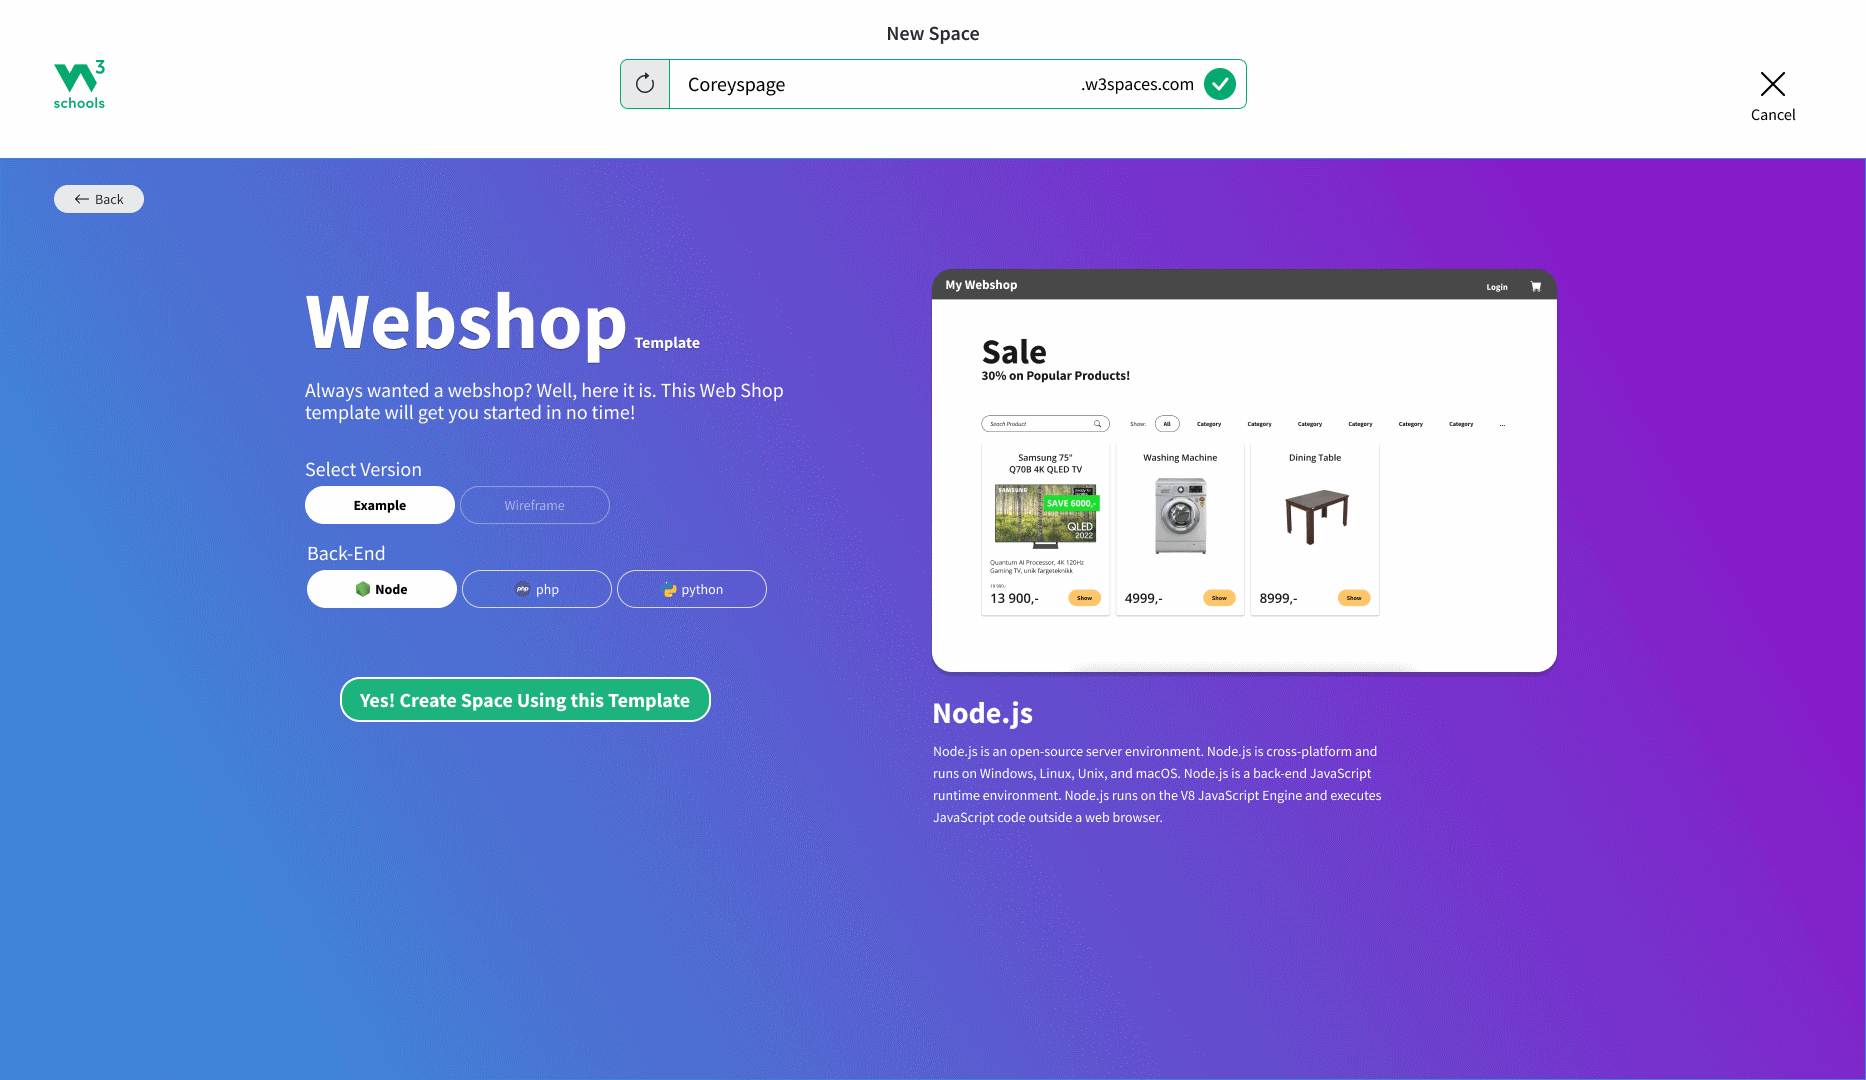 New Space
W3
schools
Coreyspage
.w3spaces.com
Cancel
Back
Webshop Template
Always wanted a webshop? Well, here it is. This Web Shop
template will get you started in no time!
Select Version
Example
Wireframe
Back-End
Node
php
php
python
Yes! Create Space Using this Template
My Webshop
Login
Sale
30% on Popular Products!
Seach Product
Show:
All
Category
Category
Category
Category
Category
Category
...
Samsung 75"
Q70B 4K QLED TV
SAMSUNG
SAVE 6000,-
QLED
2022
Quantum AI Processor, 4K 120Hz
Gaming TV, unik fargeteknikk
19 990,-
13 900,-
Show
Washing Machine
4999,-
Show
Dining Table
8999,-
Show
Node.js
Node.js is an open-source server environment. Node.js is cross-platform and
runs on Windows, Linux, Unix, and macOS. Node.js is a back-end JavaScript
runtime environment. Node.js runs on the V8 JavaScript Engine and executes
JavaScript code outside a web browser.